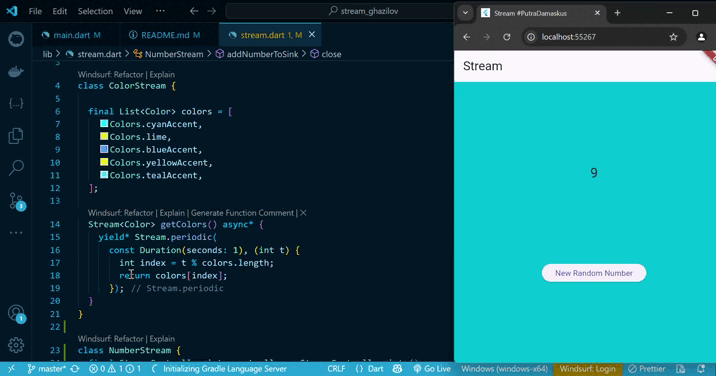 File Edit Selection View ··· stream_ghazilov
main.dart M README.md M stream.dart 1, M
lib > stream.dart > NumberStream > addNumberToSink > close
3
Windsurf: Refactor | Explain
4 class ColorStream {
5
6 final List<Color> colors = [
7 Colors.cyanAccent,
8 Colors.lime,
9 Colors.blueAccent,
10 Colors.yellowAccent,
11 Colors.tealAccent,
12 ];
13
Windsurf: Refactor | Explain | Generate Function Comment | X
14 Stream<Color> getColors() async* {
15 yield* Stream.periodic(
16 const Duration(seconds: 1), (int t) {
17 int index = t % colors.length;
18 return colors[index];
19 }); // Stream.periodic
20 }
21 }
22
Windsurf: Refactor | Explain
23 class NumberStream {
3
1
master* 0 1 1 Initializing Gradle Language Server CRLF {} Dart Go Live Windows (windows-x64) Windsurf: Login Prettier
Stream #PutraDamaskus
localhost:55267
Stream
9
New Random Number